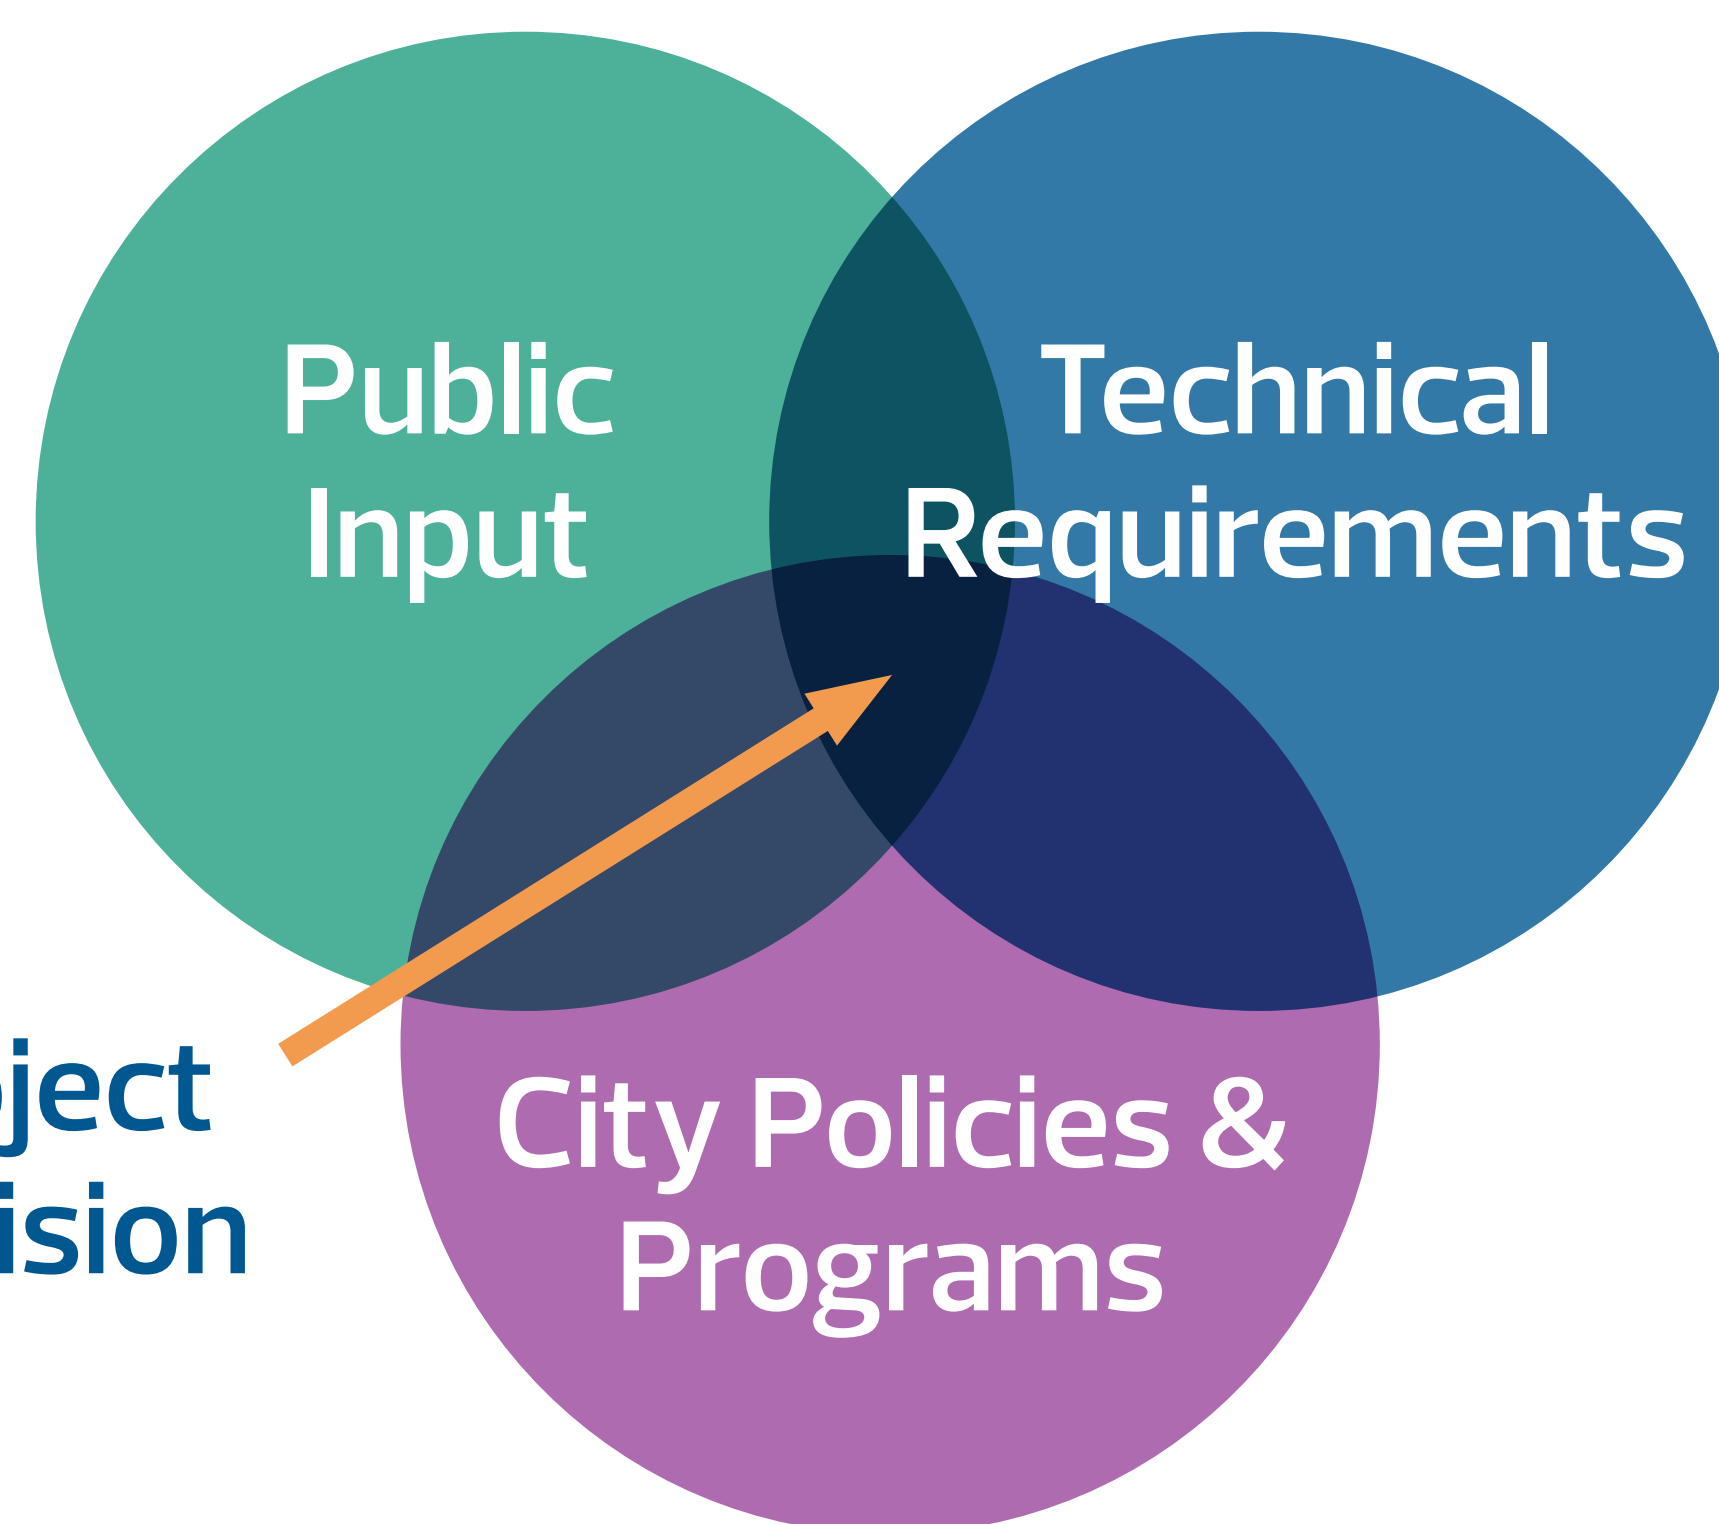 Public
Input
Technical
Requirements
City Policies &
Programs
ject
ision